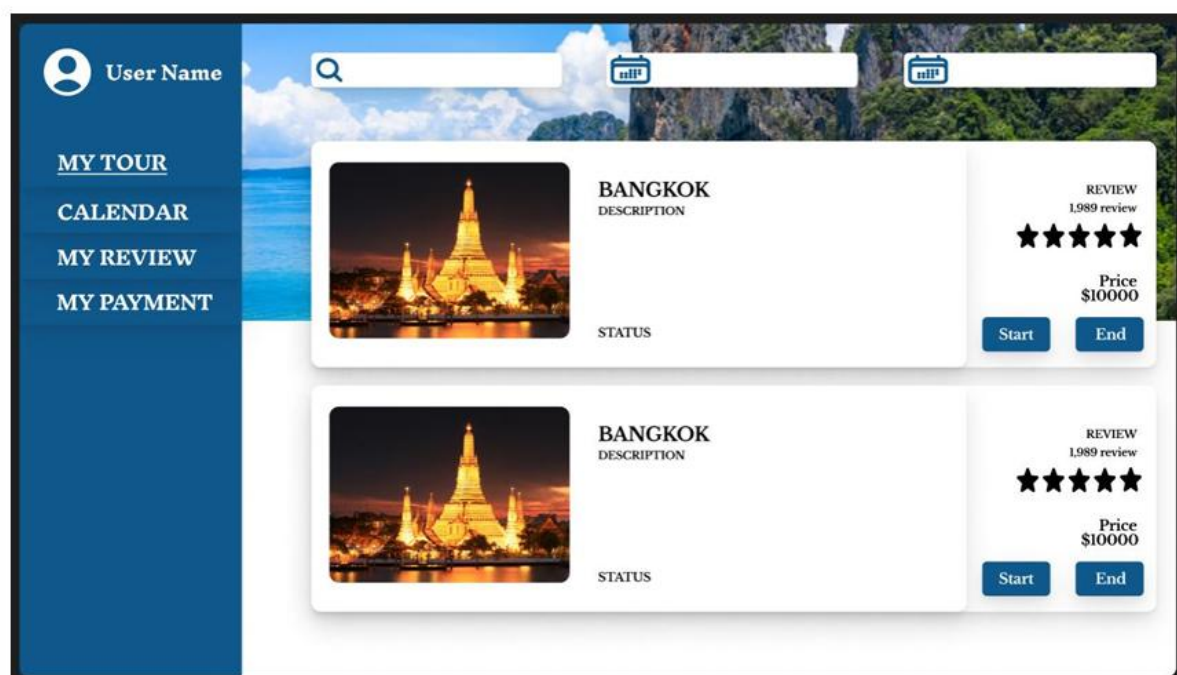 User Name
MY TOUR
CALENDAR
MY REVIEW
MY PAYMENT
BANGKOK
DESCRIPTION
STATUS
REVIEW
1,989 review
Price
$10000
Start
End
BANGKOK
DESCRIPTION
STATUS
REVIEW
1,989 review
Price
$10000
Start
End